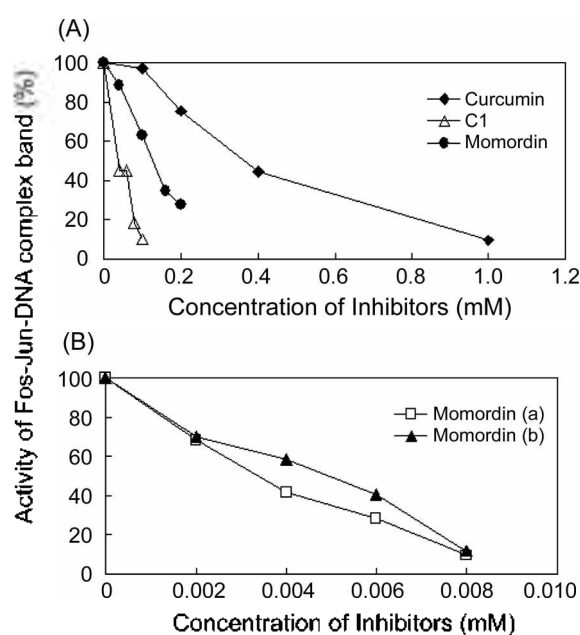 (A)
Activity of Fos-Jun-DNA complex band (%)
100
80
60
40
20
0
Curcumin
C1
Momordin
0 0.2 0.4 0.6 0.8 1.0 1.2
Concentration of Inhibitors (mM)
(B)
100
80
60
40
20
0
Momordin (a)
Momordin (b)
0 0.002 0.004 0.006 0.008 0.010
Concentration of Inhibitors (mM)